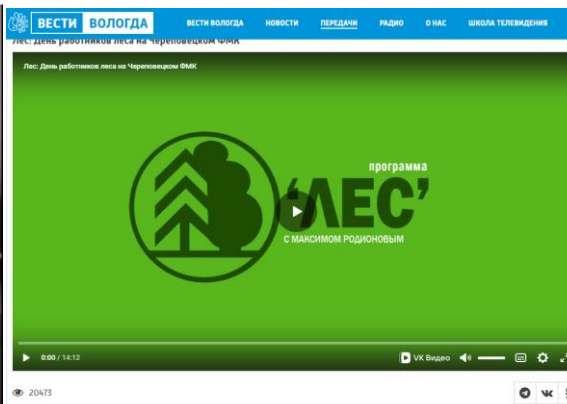 ВЕСТИ ВОЛОГДА ВЕСТИ ВОЛОГДА НОВОСТИ ПЕРЕДАЧИ РАДИО О НАС ШКОЛА ТЕЛЕВИДЕНИЯ
Лес: День работников леса на Череповецком ФМК
Лес: День работников леса на Череповецком ФМК
программа
'ЛЕС'
С МАКСИМОМ РОДИОНОВЫМ
0:00 / 14:12 VK Видео
20473